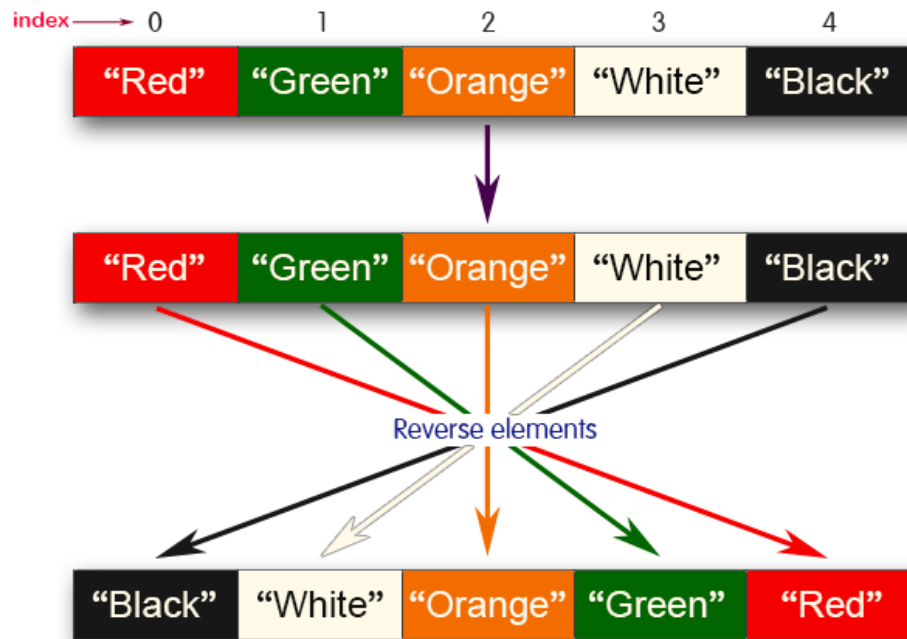 index 0 1 2 3 4
“Red” “Green” “Orange” “White” “Black”
“Red” “Green” “Orange” “White” “Black”
Reverse elements
“Black” “White” “Orange” “Green” “Red”